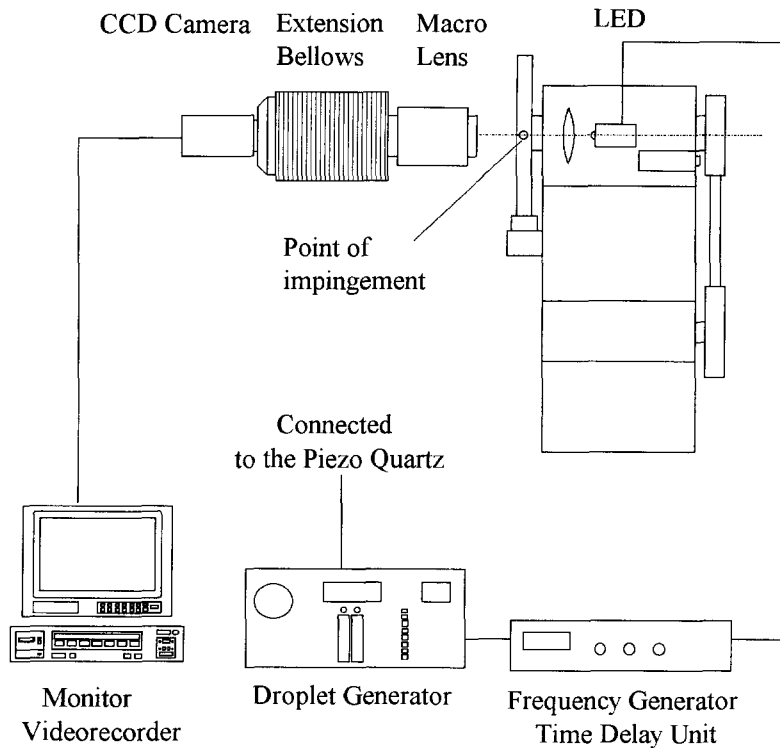 CCD Camera
Extension
Bellows
Macro
Lens
LED
Point of
impingement
Connected
to the Piezo Quartz
Monitor
Videorecorder
Droplet Generator
Frequency Generator
Time Delay Unit